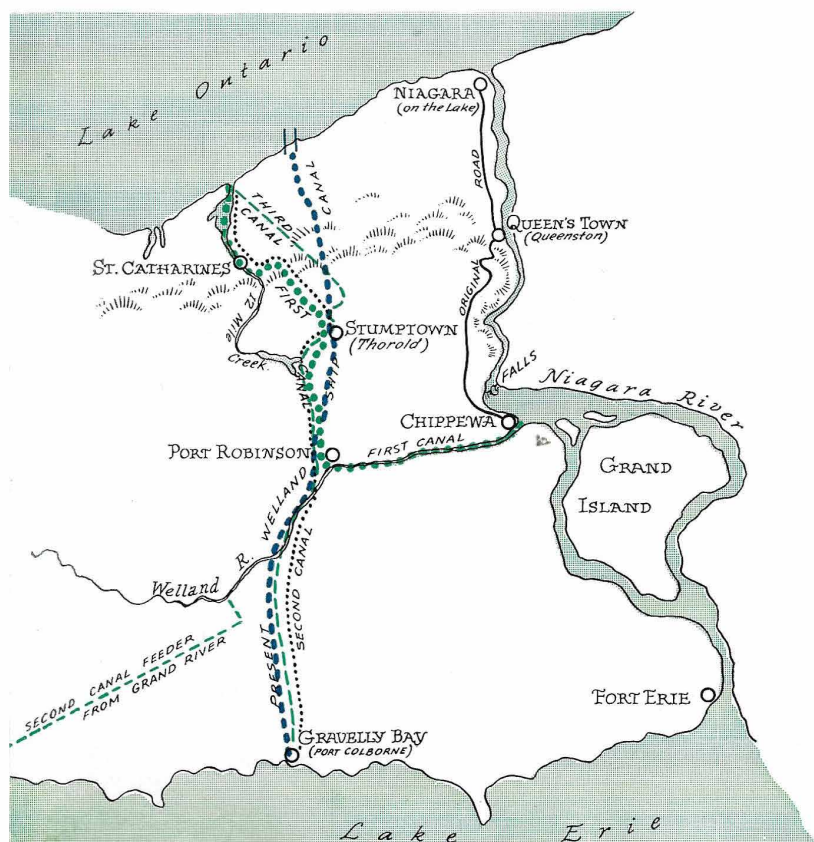 Lake Ontario
NIAGARA
(on the Lake)
CANAL
ROAD
THIRD
CANAL
QUEEN'S TOWN
(Queenston)
ST. CATHARINES
ORIGINAL
FIRST
12 Mile
Creek
STUMPTOWN
(Thorold)
SHIP
CANAL
FALLS
Niagara River
CHIPPEWA
FIRST CANAL
PORT ROBINSON
GRAND
ISLAND
WELLAND
Welland R.
SECOND CANAL
PRESENT
SECOND CANAL FEEDER
FROM GRAND RIVER
FORT ERIE
GRAVELLY BAY
(PORT COLBORNE)
Lake Erie